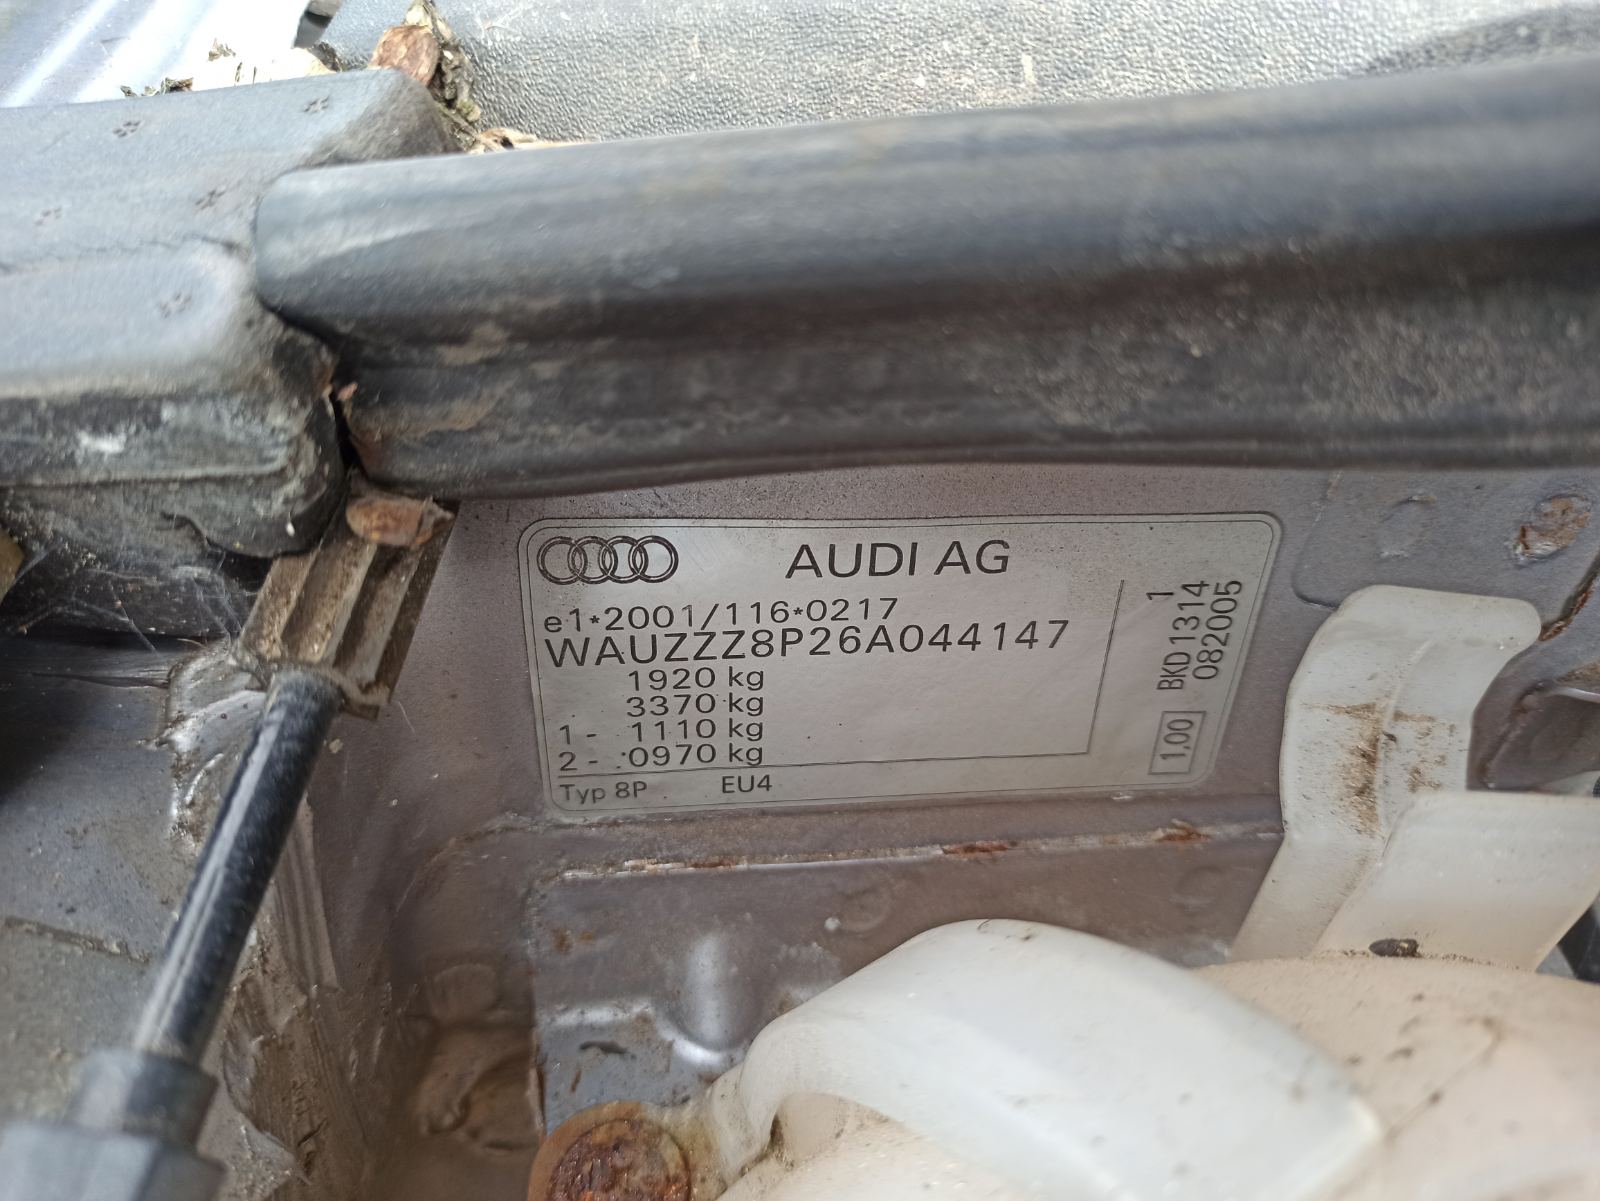 AUDI AG
e1*2001/116*0217
WAUZZZ8P26A044147
1920 kg
3370 kg
1 - 1110 kg
2 - 0970 kg
Typ 8P EU4
1
BKD 1314
082005
1,00